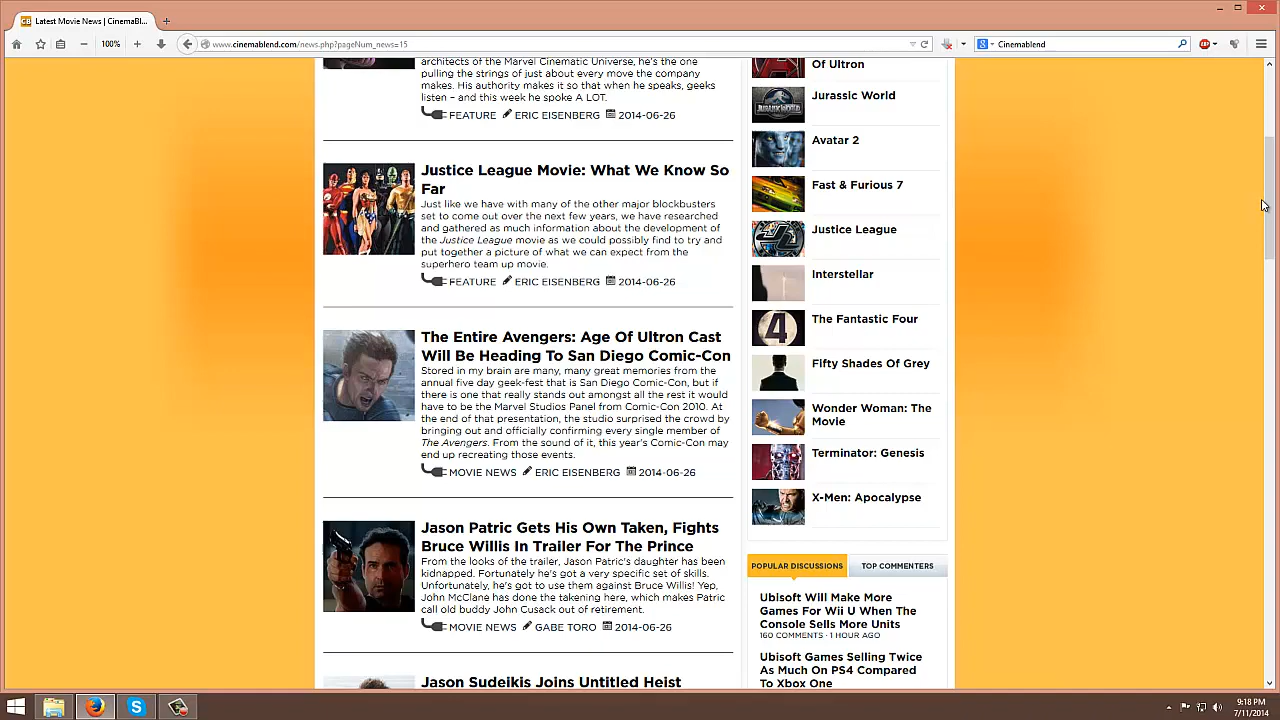 Latest Movie News | CinemaBl...
100%
www.cinemablend.com/news.php?pageNum_news=15
Cinemablend
architects of the Marvel Cinematic Universe, he's the one
pulling the strings of just about every move the company
makes. His authority makes it so that when he speaks, geeks
listen – and this week he spoke A LOT.
FEATURE ERIC EISENBERG 2014-06-26
Justice League Movie: What We Know So
Far
Just like we have with many of the other major blockbusters
set to come out over the next few years, we have researched
and gathered as much information about the development of
the Justice League movie as we could possibly find to try and
put together a picture of what we can expect from the
superhero team up movie.
FEATURE ERIC EISENBERG 2014-06-26
The Entire Avengers: Age Of Ultron Cast
Will Be Heading To San Diego Comic-Con
Stored in my brain are many, many great memories from the
annual five day geek-fest that is San Diego Comic-Con, but if
there is one that really stands out amongst all the rest it would
have to be the Marvel Studios Panel from Comic-Con 2010. At
the end of that presentation, the studio surprised the crowd by
bringing out and officially confirming every single member of
The Avengers. From the sound of it, this year's Comic-Con may
end up recreating those events.
MOVIE NEWS ERIC EISENBERG 2014-06-26
Jason Patric Gets His Own Taken, Fights
Bruce Willis In Trailer For The Prince
From the looks of the trailer, Jason Patric's daughter has been
kidnapped. Fortunately he's got a very specific set of skills.
Unfortunately, he's got to use them against Bruce Willis! Yep,
John McClane has done the takening here, which makes Patric
call old buddy John Cusack out of retirement.
MOVIE NEWS GABE TORO 2014-06-26
Jason Sudeikis Joins Untitled Heist
Of Ultron
Jurassic World
Avatar 2
Fast & Furious 7
Justice League
Interstellar
The Fantastic Four
Fifty Shades Of Grey
Wonder Woman: The
Movie
Terminator: Genesis
X-Men: Apocalypse
POPULAR DISCUSSIONS TOP COMMENTERS
Ubisoft Will Make More
Games For Wii U When The
Console Sells More Units
160 COMMENTS · 1 HOUR AGO
Ubisoft Games Selling Twice
As Much On PS4 Compared
To Xbox One
9:18 PM
7/11/2014